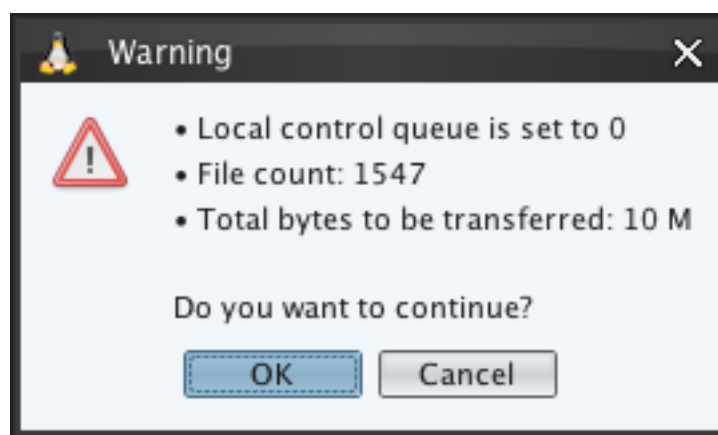 Warning
• Local control queue is set to 0
• File count: 1547
• Total bytes to be transferred: 10 M
Do you want to continue?
OK Cancel